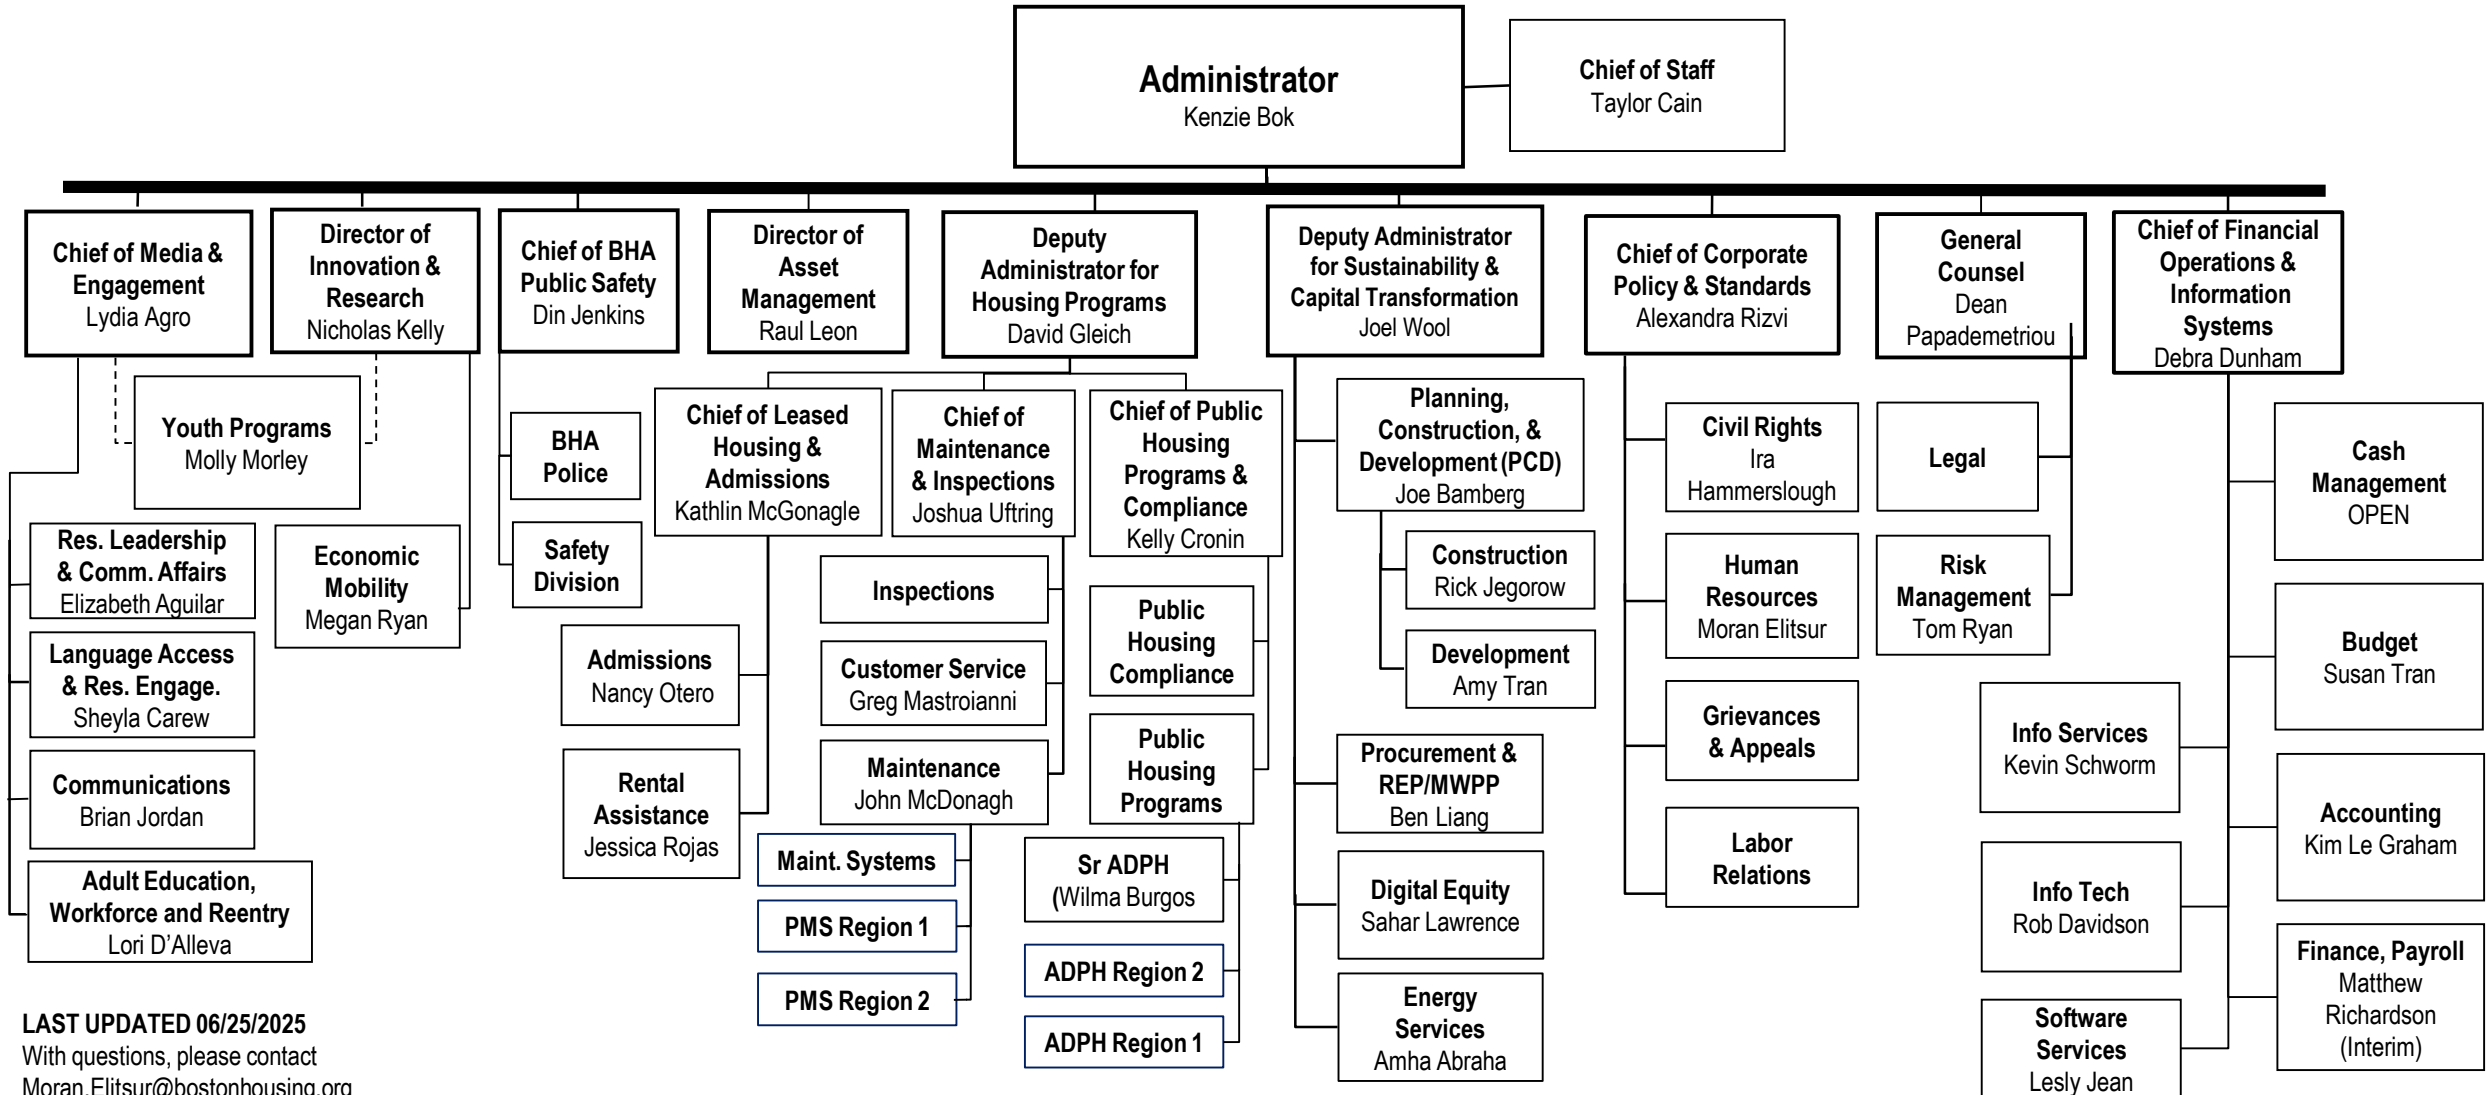 Administrator
Kenzie Bok
Chief of Staff
Taylor Cain
Chief of Media &
Engagement
Lydia Agro
Director of
Innovation &
Research
Nicholas Kelly
Chief of BHA
Public Safety
Din Jenkins
Director of
Asset
Management
Raul Leon
Deputy
Administrator for
Housing Programs
David Gleich
Deputy Administrator
for Sustainability &
Capital Transformation
Joel Wool
Chief of Corporate
Policy & Standards
Alexandra Rizvi
General
Counsel
Dean
Papademetriou
Chief of Financial
Operations &
Information
Systems
Debra Dunham
Youth Programs
Molly Morley
Res. Leadership
& Comm. Affairs
Elizabeth Aguilar
Language Access
& Res. Engage.
Sheyla Carew
Communications
Brian Jordan
Adult Education,
Workforce and Reentry
Lori D'Alleva
Economic
Mobility
Megan Ryan
BHA
Police
Safety
Division
Chief of Leased
Housing &
Admissions
Kathlin McGonagle
Admissions
Nancy Otero
Rental
Assistance
Jessica Rojas
Chief of
Maintenance
& Inspections
Joshua Uftring
Inspections
Customer Service
Greg Mastroianni
Maintenance
John McDonagh
Maint. Systems
PMS Region 1
PMS Region 2
Chief of Public
Housing
Programs &
Compliance
Kelly Cronin
Public
Housing
Compliance
Public
Housing
Programs
Sr ADPH
(Wilma Burgos
ADPH Region 2
ADPH Region 1
Planning,
Construction, &
Development (PCD)
Joe Bamberg
Construction
Rick Jegorow
Development
Amy Tran
Procurement &
REP/MWPP
Ben Liang
Digital Equity
Sahar Lawrence
Energy
Services
Amha Abraha
Civil Rights
Ira
Hammerslough
Human
Resources
Moran Elitsur
Grievances
& Appeals
Labor
Relations
Legal
Risk
Management
Tom Ryan
Info Services
Kevin Schworm
Info Tech
Rob Davidson
Software
Services
Lesly Jean
Cash
Management
OPEN
Budget
Susan Tran
Accounting
Kim Le Graham
Finance, Payroll
Matthew
Richardson
(Interim)
LAST UPDATED 06/25/2025
With questions, please contact
Moran.Elitsur@bostonhousing.org